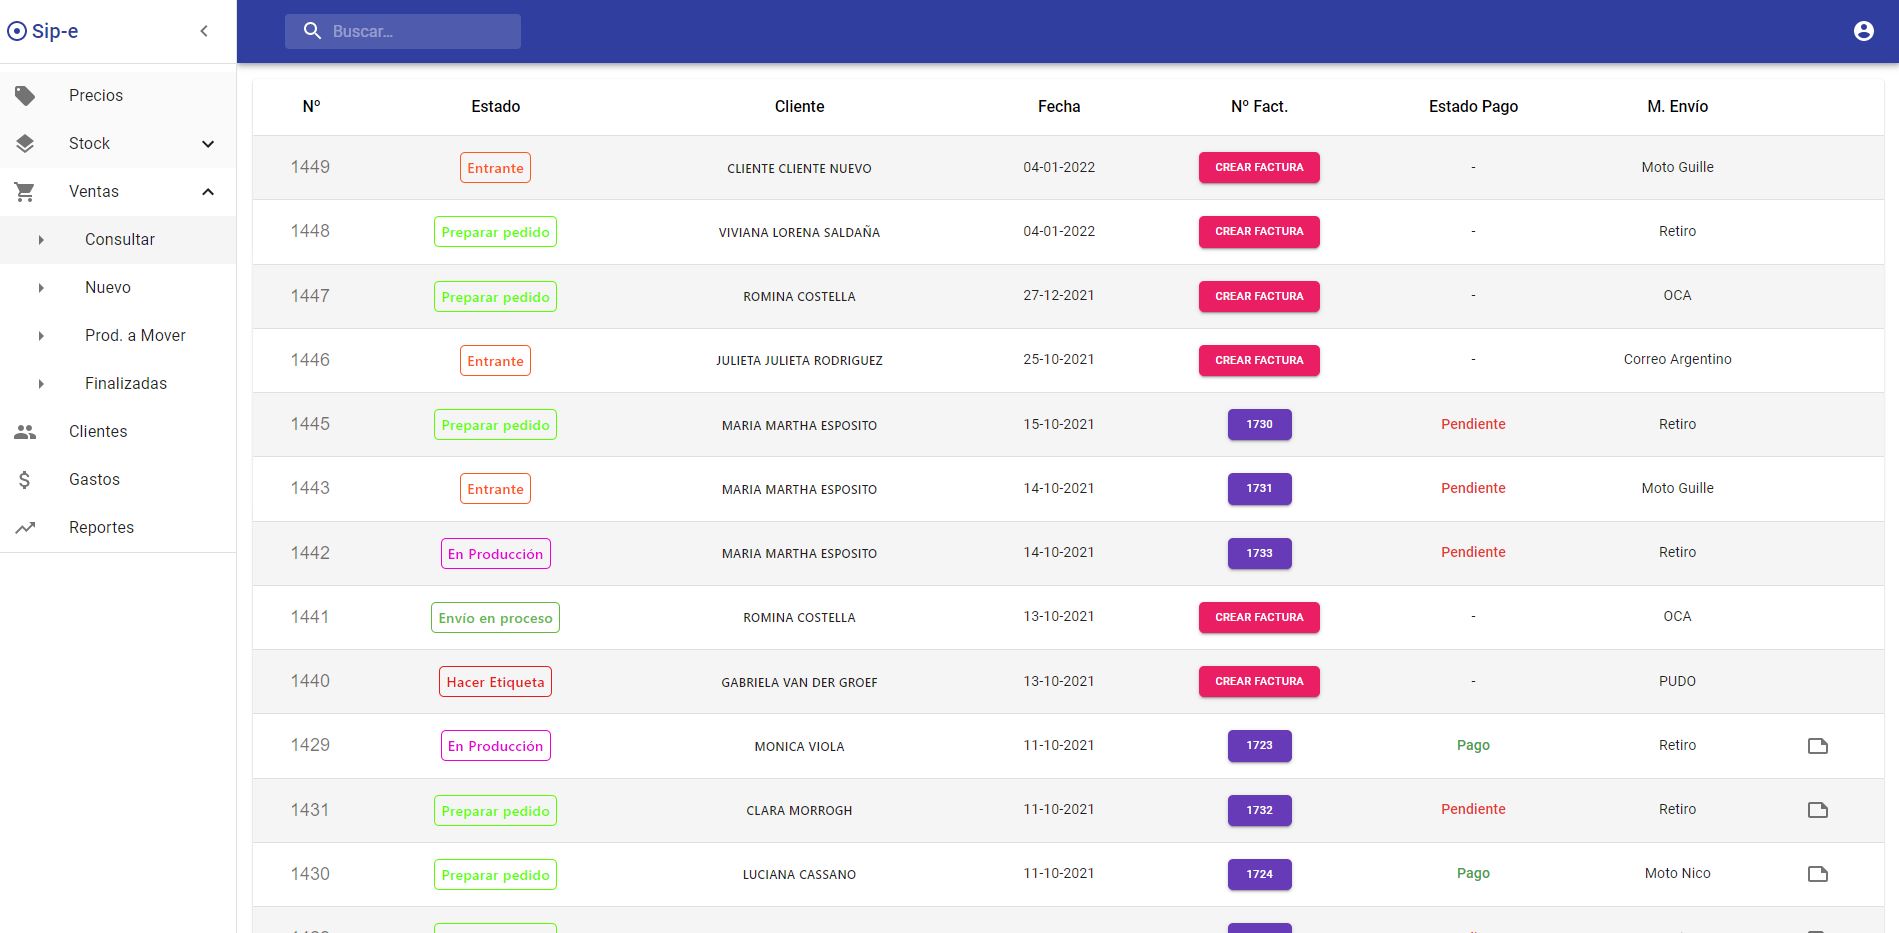 Sip-e
Buscar...
Precios
Stock
Ventas
Consultar
Nuevo
Prod. a Mover
Finalizadas
Clientes
Gastos
Reportes
Nº Estado Cliente Fecha Nº Fact. Estado Pago M. Envío
1449 Entrante CLIENTE CLIENTE NUEVO 04-01-2022 CREAR FACTURA - Moto Guille
1448 Preparar pedido VIVIANA LORENA SALDAÑA 04-01-2022 CREAR FACTURA - Retiro
1447 Preparar pedido ROMINA COSTELLA 27-12-2021 CREAR FACTURA - OCA
1446 Entrante JULIETA JULIETA RODRIGUEZ 25-10-2021 CREAR FACTURA - Correo Argentino
1445 Preparar pedido MARIA MARTHA ESPOSITO 15-10-2021 1730 Pendiente Retiro
1443 Entrante MARIA MARTHA ESPOSITO 14-10-2021 1731 Pendiente Moto Guille
1442 En Producción MARIA MARTHA ESPOSITO 14-10-2021 1733 Pendiente Retiro
1441 Envío en proceso ROMINA COSTELLA 13-10-2021 CREAR FACTURA - OCA
1440 Hacer Etiqueta GABRIELA VAN DER GROEF 13-10-2021 CREAR FACTURA - PUDO
1429 En Producción MONICA VIOLA 11-10-2021 1723 Pago Retiro
1431 Preparar pedido CLARA MORROGH 11-10-2021 1732 Pendiente Retiro
1430 Preparar pedido LUCIANA CASSANO 11-10-2021 1724 Pago Moto Nico